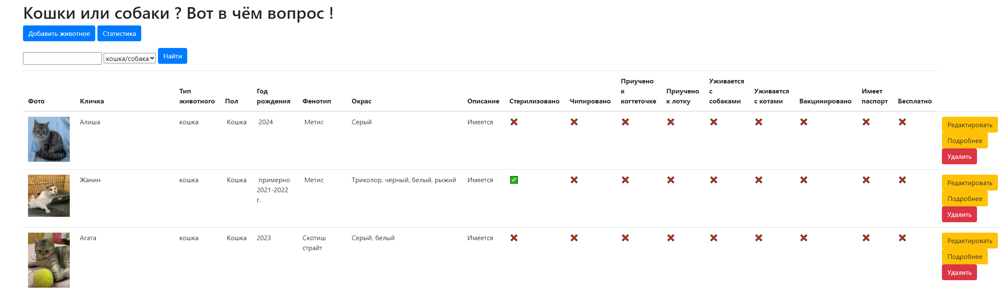 Кошки или собаки ? Вот в чём вопрос !
Добавить животное Статистика
кошка/собака Найти
Фото Кличка Тип животного Пол Год рождения Фенотип Окрас Описание Стерилизовано Чипировано Приучено к когтеточке Приучено к лотку Уживается с собаками Уживается с котами Вакцинировано Имеет паспорт Бесплатно
Алиша кошка Кошка 2024 Метис Серый Имеется
Редактировать
Подробнее
Удалить
Жанин кошка Кошка примерно 2021-2022 г. Метис Триколор, черный, белый, рыжий Имеется
Редактировать
Подробнее
Удалить
Агата кошка Кошка 2023 Скотиш страйт Серый, белый Имеется
Редактировать
Подробнее
Удалить